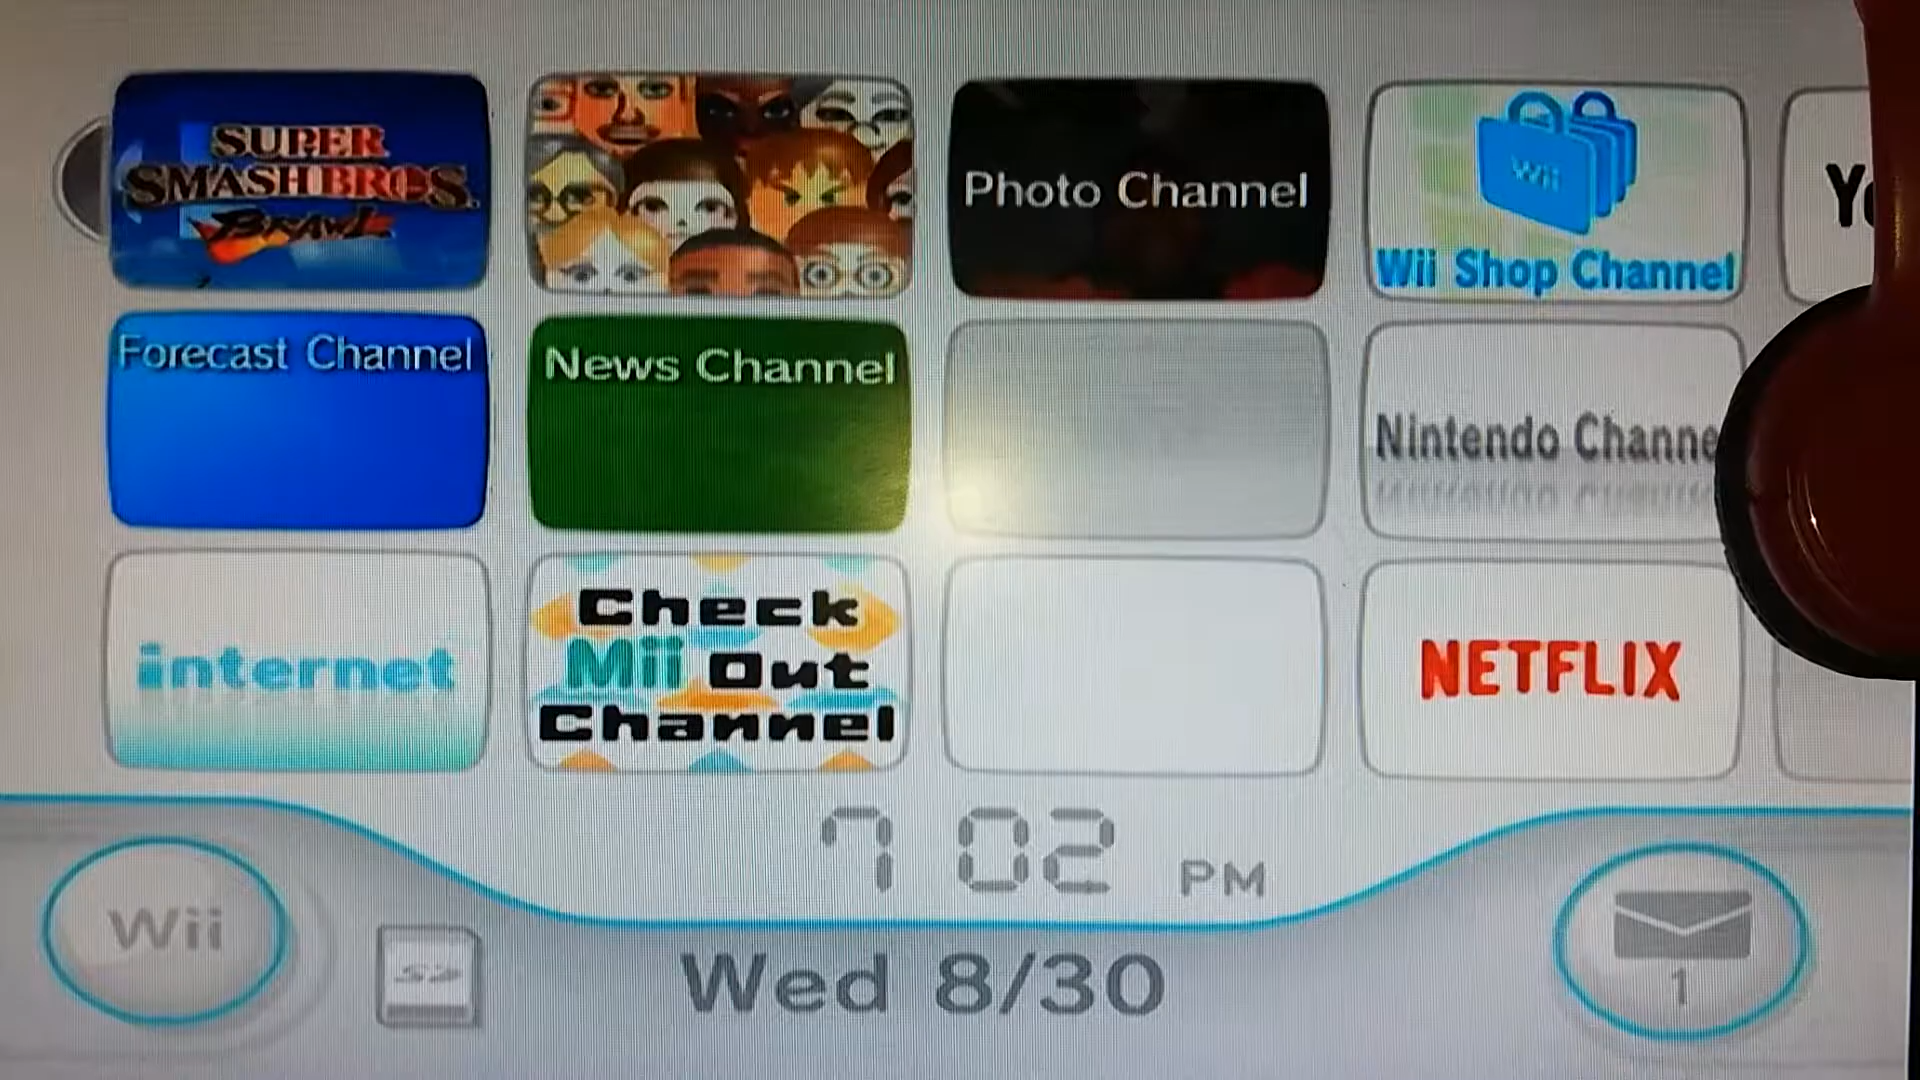 SUPER
SMASH BROS.
BRAWL
Photo Channel
Wii
Wii Shop Channel
Forecast Channel
News Channel
Nintendo Channe
internet
Check
Mii Out
Channel
NETFLIX
7 02 PM
Wii
SD
Wed 8/30
1